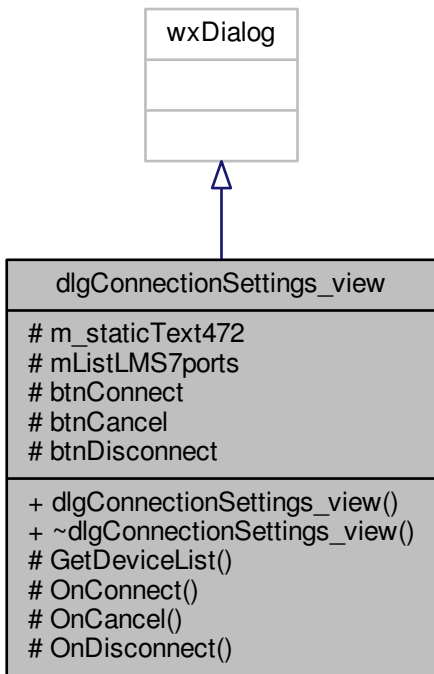 wxDialog
dlgConnectionSettings_view
# m_staticText472
# mListLMS7ports
# btnConnect
# btnCancel
# btnDisconnect
+ dlgConnectionSettings_view()
+ ~dlgConnectionSettings_view()
# GetDeviceList()
# OnConnect()
# OnCancel()
# OnDisconnect()